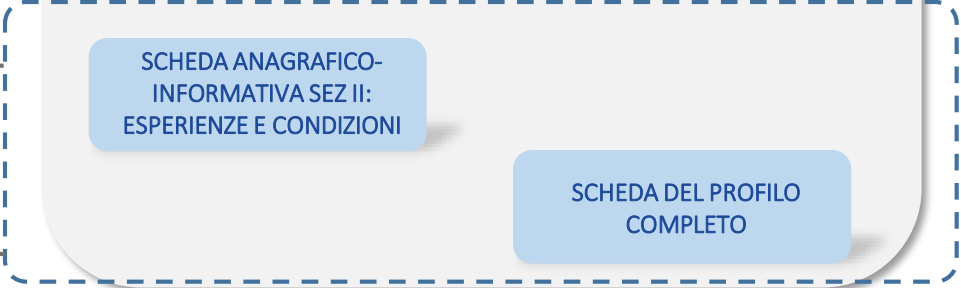 SCHEDA ANAGRAFICO-
INFORMATIVA SEZ II:
ESPERIENZE E CONDIZIONI
SCHEDA DEL PROFILO
COMPLETO